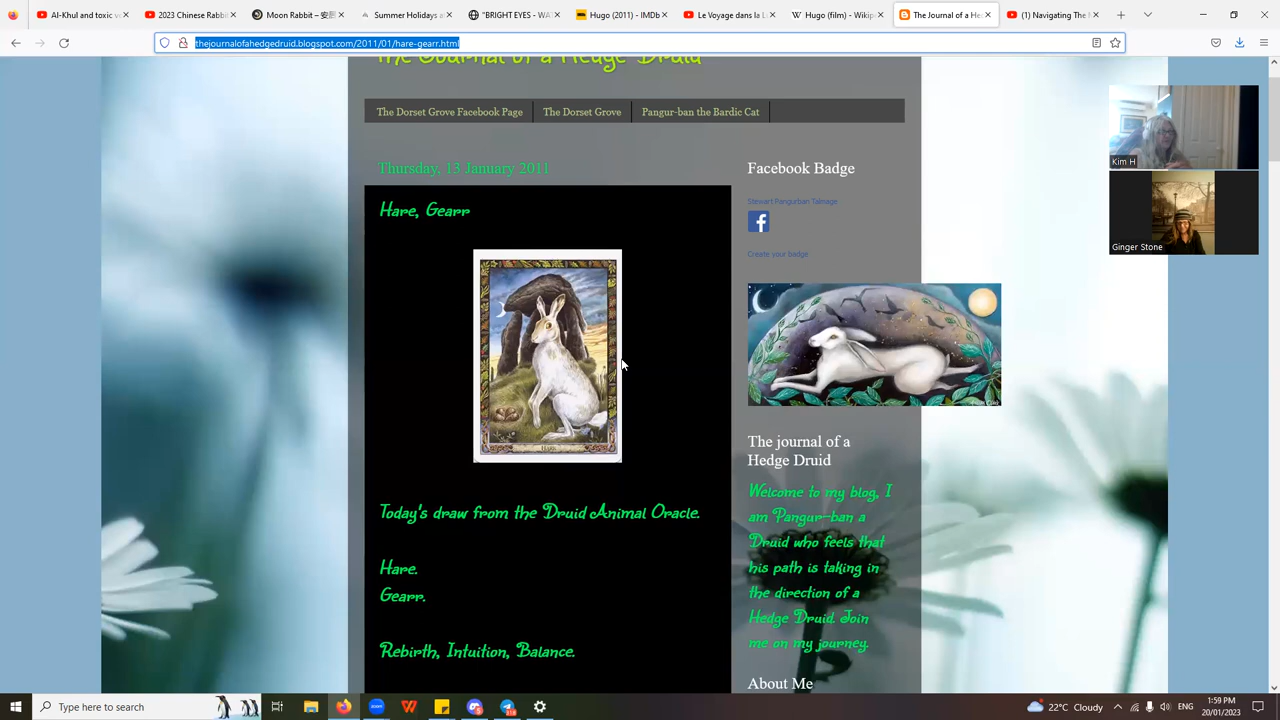 Al-Khul and toxic v
2023 Chinese Rabbi
Moon Rabbit
Summer Holidays a
"BRIGHT EYES - WA
Hugo (2011)
IMDb
Le Voyage dans la L
Hugo (film) - Wikip
The Journal of a He
(1) Navigating The
thejournalofahedgedruid.blogspot.com/2011/01/hare-gearr.html
The Journal of a Hedge Druid
The Dorset Grove Facebook Page
The Dorset Grove
Pangur-ban the Bardic Cat
Thursday, 13 January 2011
Hare, Gearr
HARE
Today's draw from the Druid Animal Oracle.
Hare.
Gearr.
Rebirth, Intuition, Balance.
Facebook Badge
Stewart Pangurban Talmage
Create your badge
The journal of a
Hedge Druid
Welcome to my blog, I
am Pangur-ban a
Druid who feels that
his path is taking in
the direction of a
Hedge Druid. Join
me on my journey.
About Me
Kim H
Ginger Stone
Type here to search
22°C Cloudy
ENG
1:59 PM
20/01/2023